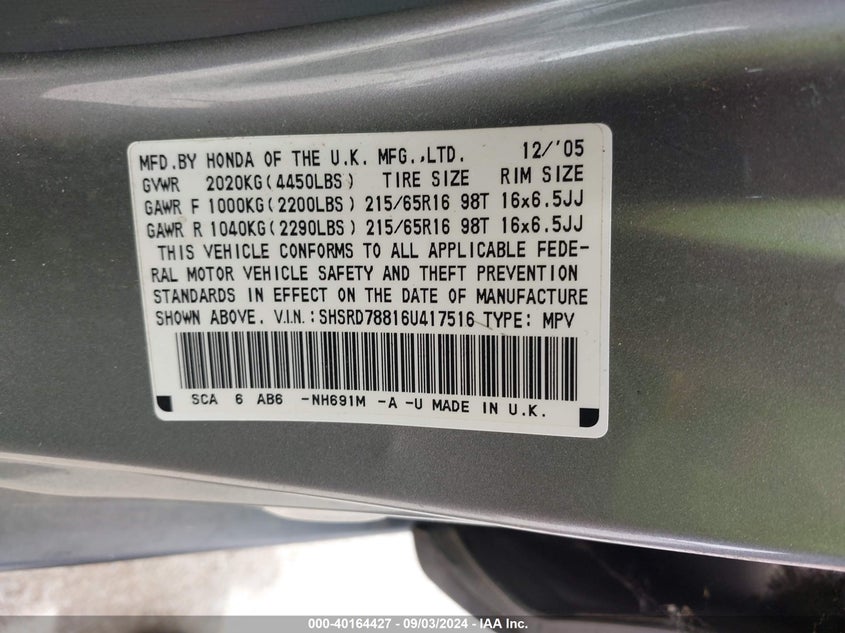 MFD.BY HONDA OF THE U.K. MFG.,LTD. 12/'05
GVWR 2020KG(4450LBS) TIRE SIZE RIM SIZE
GAWR F 1000KG(2200LBS) 215/65R16 98T 16x6.5JJ
GAWR R 1040KG(2290LBS) 215/65R16 98T 16x6.5JJ
THIS VEHICLE CONFORMS TO ALL APPLICABLE FEDE-
RAL MOTOR VEHICLE SAFETY AND THEFT PREVENTION
STANDARDS IN EFFECT ON THE DATE OF MANUFACTURE
SHOWN ABOVE. V.I.N.:SHSRD78816U417516 TYPE: MPV
SCA 6 AB6 -NH691M -A -U MADE IN U.K.
000-40164427 - 09/03/2024 - IAA Inc.